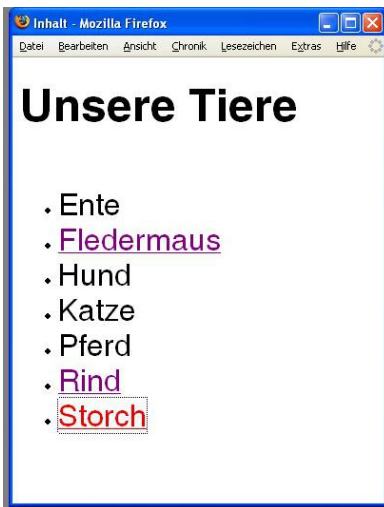 Inhalt - Mozilla Firefox
Datei Bearbeiten Ansicht Chronik Lesezeichen Extras Hilfe
Unsere Tiere
Ente
Fledermaus
Hund
Katze
Pferd
Rind
Storch